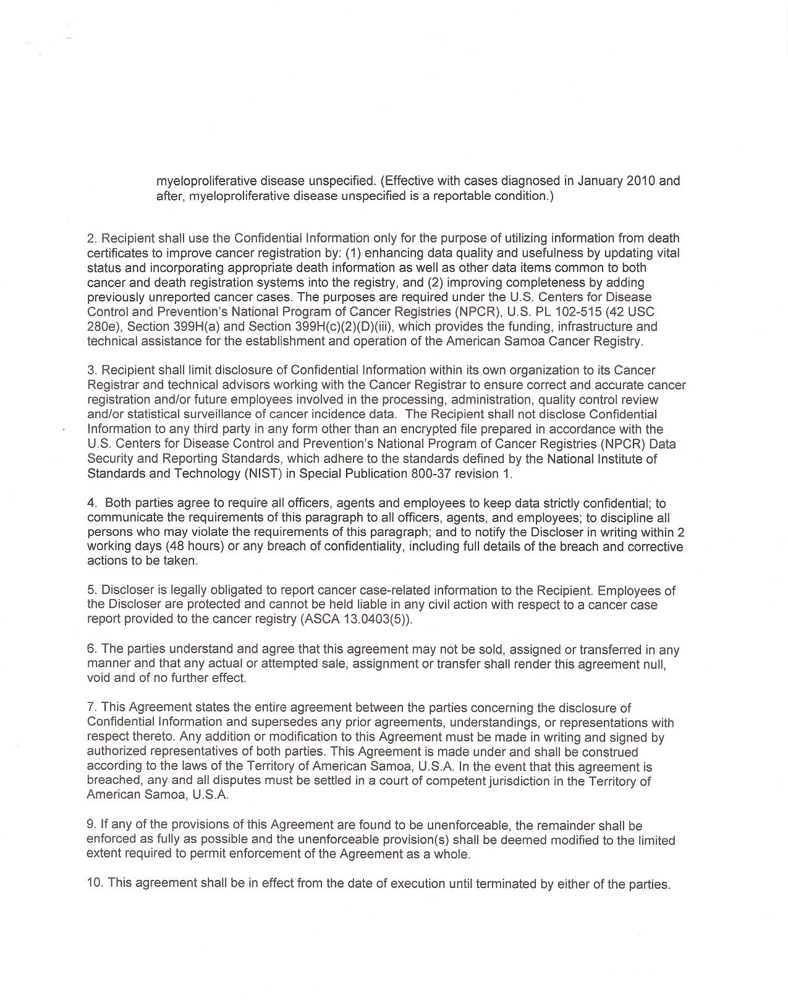 myeloproliferative disease unspecified. (Effective with cases diagnosed in January 2010 and
after, myeloproliferative disease unspecified is a reportable condition.)
2. Recipient shall use the Confidential Information only for the purpose of utilizing information from death
certificates to improve cancer registration by: (1) enhancing data quality and usefulness by updating vital
status and incorporating appropriate death information as well as other data items common to both
cancer and death registration systems into the registry, and (2) improving completeness by adding
previously unreported cancer cases. The purposes are required under the U.S. Centers for Disease
Control and Prevention's National Program of Cancer Registries (NPCR), U.S. PL 102-515 (42 USC
280e), Section 399H(a) and Section 399H(c)(2)(D)(iii), which provides the funding, infrastructure and
technical assistance for the establishment and operation of the American Samoa Cancer Registry.
3. Recipient shall limit disclosure of Confidential Information within its own organization to its Cancer
Registrar and technical advisors working with the Cancer Registrar to ensure correct and accurate cancer
registration and/or future employees involved in the processing, administration, quality control review
and/or statistical surveillance of cancer incidence data.  The Recipient shall not disclose Confidential
Information to any third party in any form other than an encrypted file prepared in accordance with the
U.S. Centers for Disease Control and Prevention's National Program of Cancer Registries (NPCR) Data
Security and Reporting Standards, which adhere to the standards defined by the National Institute of
Standards and Technology (NIST) in Special Publication 800-37 revision 1.
4.  Both parties agree to require all officers, agents and employees to keep data strictly confidential; to
communicate the requirements of this paragraph to all officers, agents, and employees; to discipline all
persons who may violate the requirements of this paragraph; and to notify the Discloser in writing within 2
working days (48 hours) or any breach of confidentiality, including full details of the breach and corrective
actions to be taken.
5. Discloser is legally obligated to report cancer case-related information to the Recipient. Employees of
the Discloser are protected and cannot be held liable in any civil action with respect to a cancer case
report provided to the cancer registry (ASCA 13.0403(5)).
6. The parties understand and agree that this agreement may not be sold, assigned or transferred in any
manner and that any actual or attempted sale, assignment or transfer shall render this agreement null,
void and of no further effect.
7. This Agreement states the entire agreement between the parties concerning the disclosure of
Confidential Information and supersedes any prior agreements, understandings, or representations with
respect thereto. Any addition or modification to this Agreement must be made in writing and signed by
authorized representatives of both parties. This Agreement is made under and shall be construed
according to the laws of the Territory of American Samoa, U.S.A. In the event that this agreement is
breached, any and all disputes must be settled in a court of competent jurisdiction in the Territory of
American Samoa, U.S.A.
9. If any of the provisions of this Agreement are found to be unenforceable, the remainder shall be
enforced as fully as possible and the unenforceable provision(s) shall be deemed modified to the limited
extent required to permit enforcement of the Agreement as a whole.
10. This agreement shall be in effect from the date of execution until terminated by either of the parties.